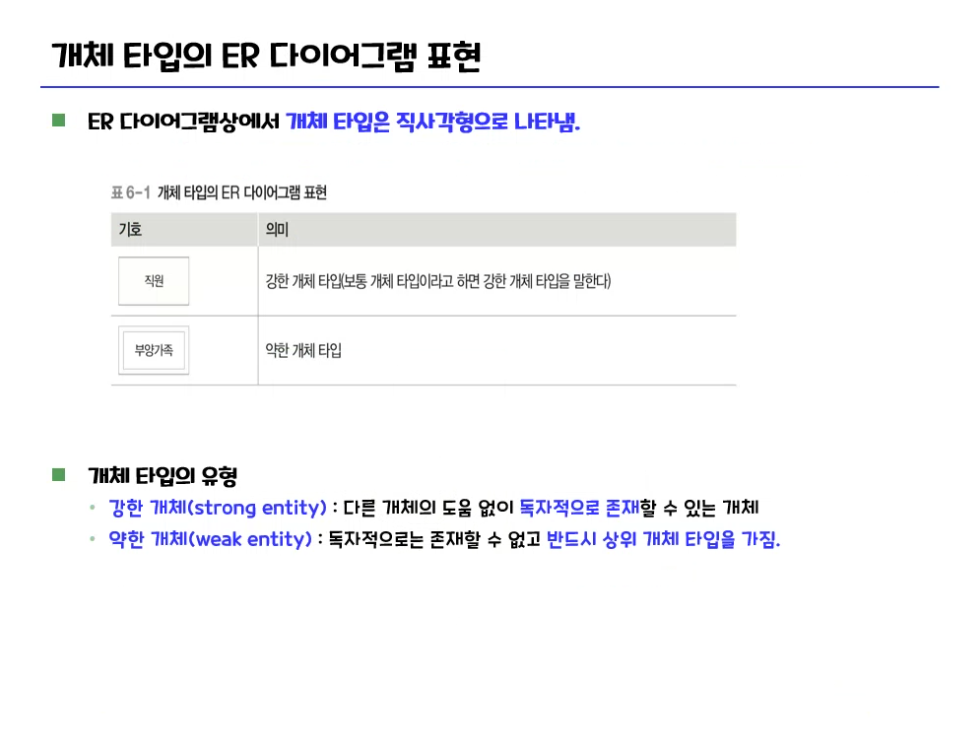 개체 타입의 ER 다이어그램 표현
■ ER 다이어그램상에서 개체 타입은 직사각형으로 나타냄.
표 6-1 개체 타입의 ER 다이어그램 표현
기호 의미
직원 강한 개체 타입(보통 개체 타입이라고 하면 강한 개체 타입을 말한다)
부양가족 약한 개체 타입
■ 개체 타입의 유형
• 강한 개체(strong entity) : 다른 개체의 도움 없이 독자적으로 존재할 수 있는 개체
• 약한 개체(weak entity) : 독자적으로는 존재할 수 없고 반드시 상위 개체 타입을 가짐.